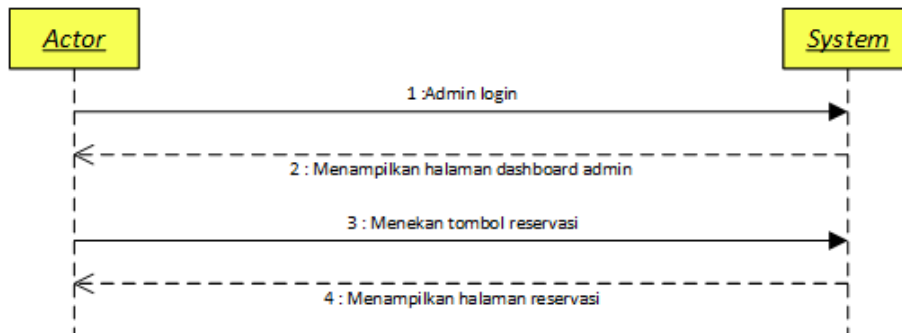 Actor
System
1 :Admin login
2 : Menampilkan halaman dashboard admin
3 : Menekan tombol reservasi
4 : Menampilkan halaman reservasi